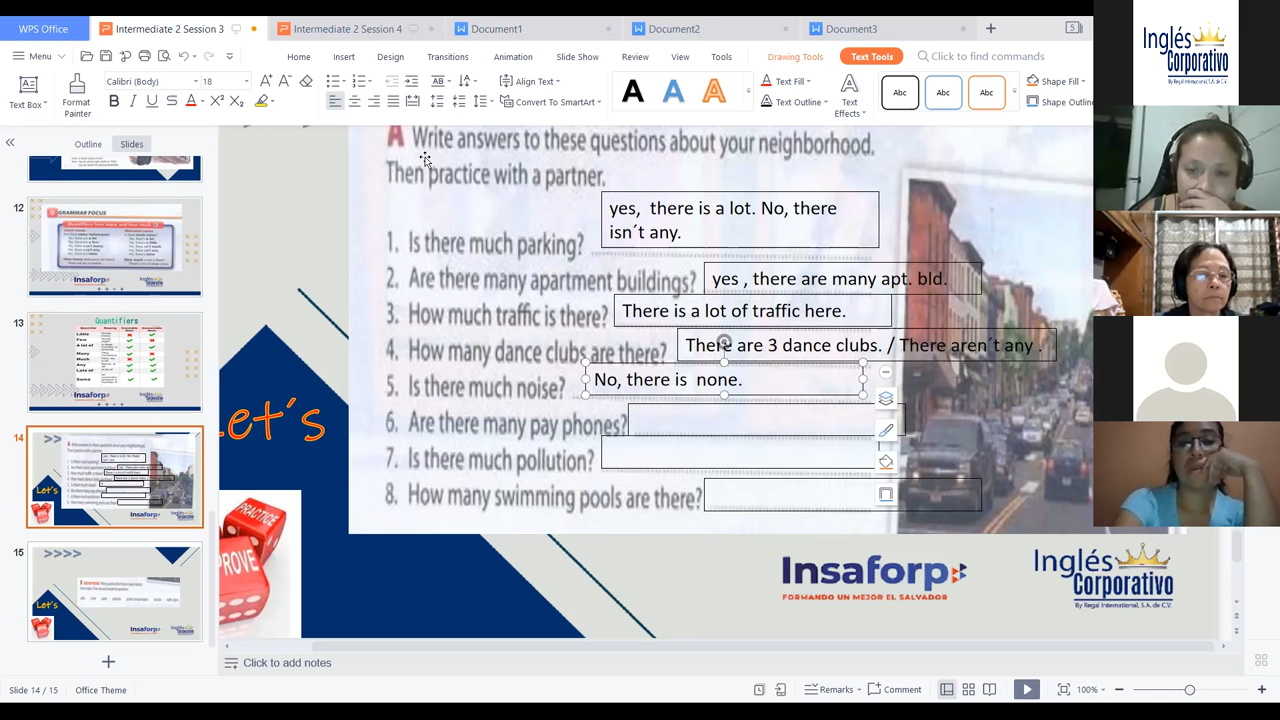 WPS Office
Intermediate 2 Session 3
Intermediate 2 Session 4
Document1
Document2
Document3
Menu
Home
Insert
Design
Transitions
Animation
Slide Show
Review
View
Tools
Drawing Tools
Text Tools
Click to find commands
Text Box
Format Painter
Calibri (Body)
18
Align Text
Convert To SmartArt
Text Fill
Text Outline
Text Effects
Abc
Abc
Abc
Shape Fill
Shape Outline
Outline
Slides
12
GRAMMAR FOCUS
13
Quantifiers
14
15
A Write answers to these questions about your neighborhood.
Then practice with a partner.
yes, there is a lot. No, there
isn´t any.
1. Is there much parking?
2. Are there many apartment buildings?
yes , there are many apt. bld.
3. How much traffic is there?
There is a lot of traffic here.
4. How many dance clubs are there?
There are 3 dance clubs. / There aren´t any .
5. Is there much noise?
No, there is none.
6. Are there many pay phones?
7. Is there much pollution?
8. How many swimming pools are there?
Let's
PRACTICE
Insaforp
FORMANDO UN MEJOR EL SALVADOR
Inglés
Corporativo
By Regal International, S.A. de C.V.
Inglés
Corporativo
By Regal International, S.A. de C.V.
Click to add notes
Slide 14 / 15
Office Theme
Remarks
Comment
100%